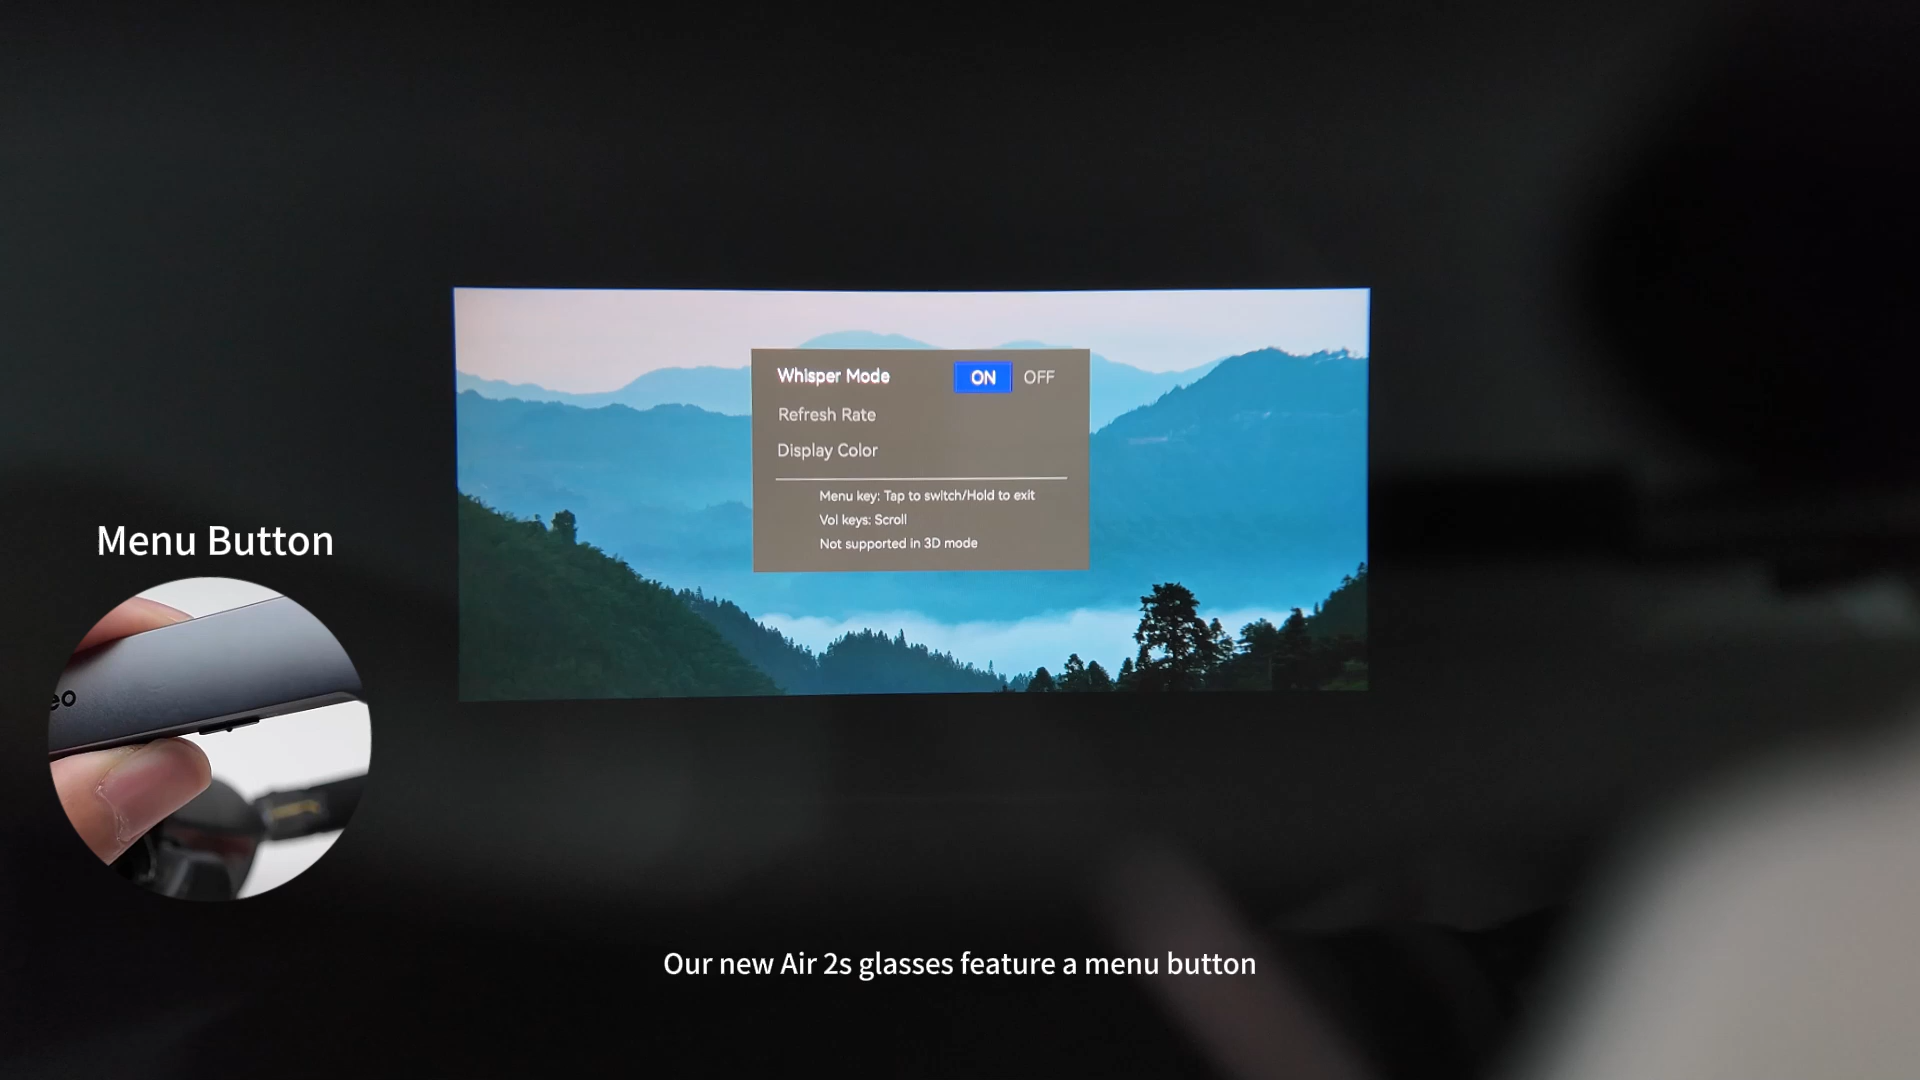 Whisper Mode ON OFF
Refresh Rate
Display Color
Menu key: Tap to switch/Hold to exit
Vol keys: Scroll
Not supported in 3D mode
Menu Button
eo
Our new Air 2s glasses feature a menu button